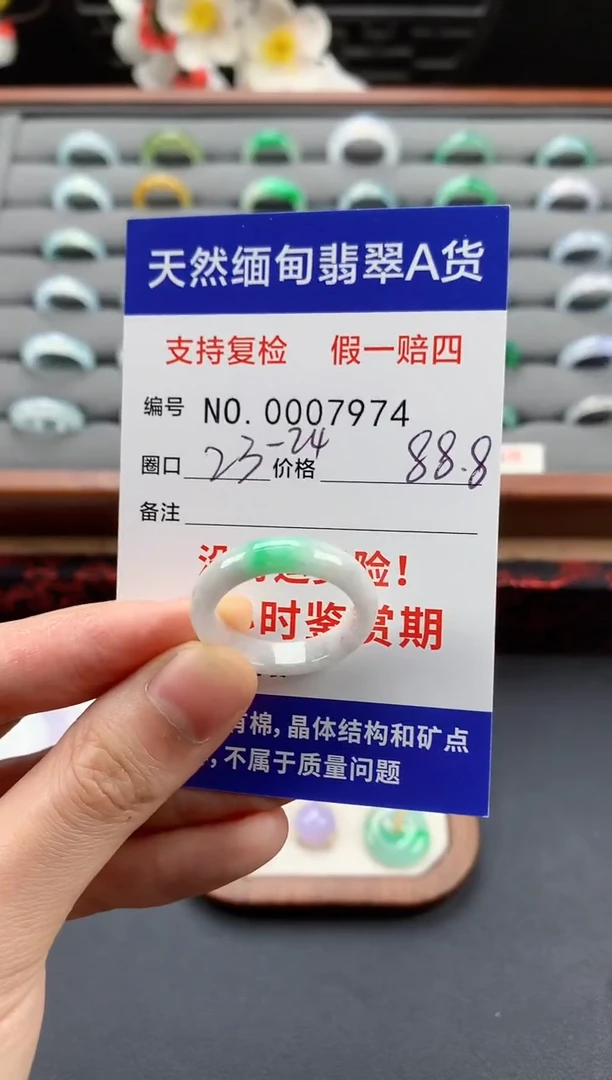 天然缅甸翡翠A货
支持复检 假一赔四
编号 NO.0007974
圈口 23-24 价格 88.8
备注
险!
时鉴赏期
有棉,晶体结构和矿点
,不属于质量问题